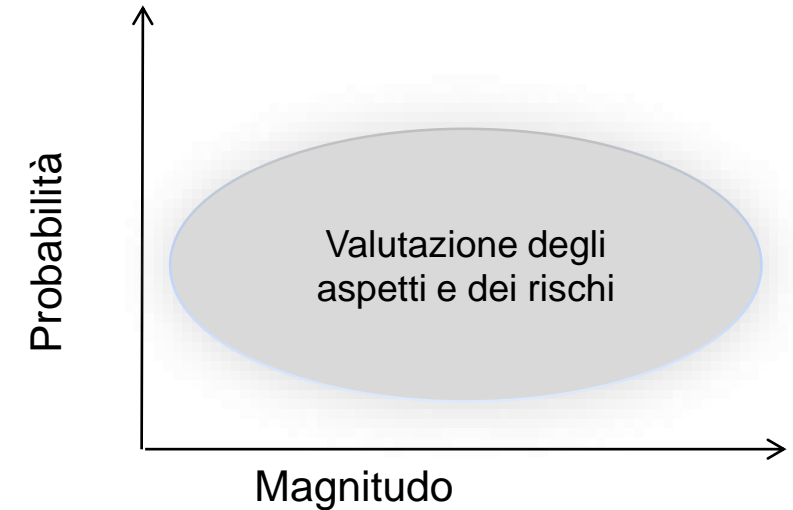 Probabilità
Valutazione degli
aspetti e dei rischi
Magnitudo